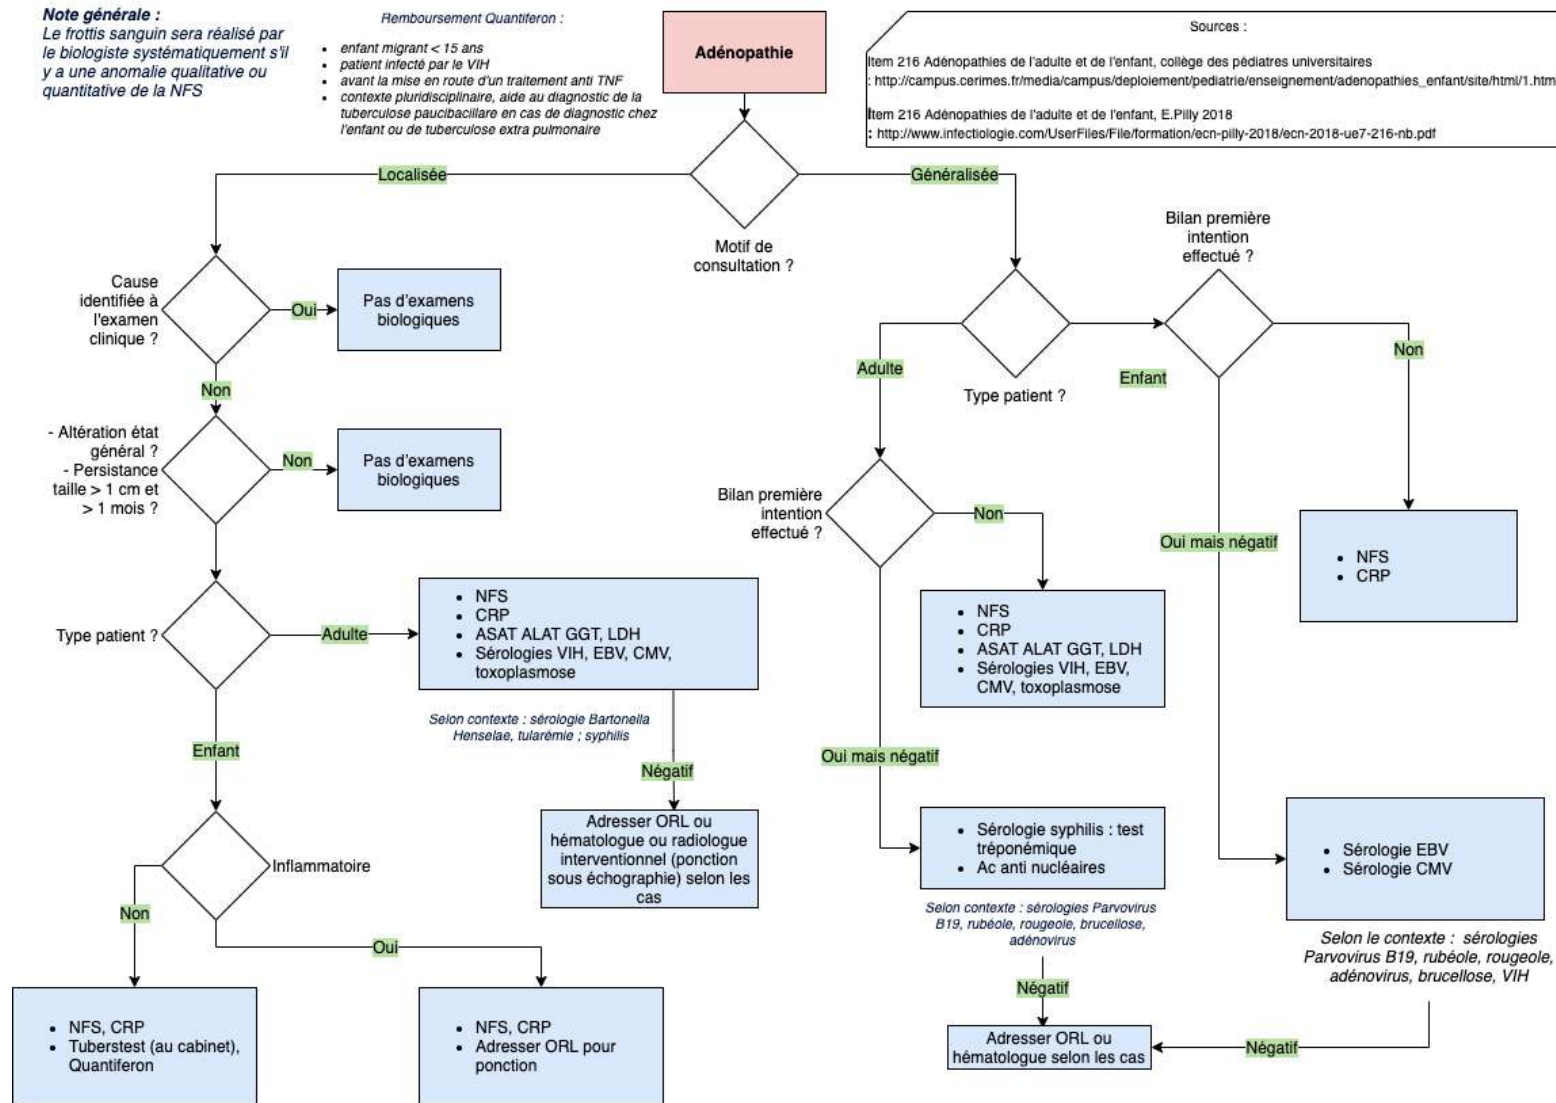 Note générale :
Le frottis sanguin sera réalisé par
le biologiste systématiquement s'il
y a une anomalie qualitative ou
quantitative de la NFS
Remboursement Quantiferon :
• enfant migrant < 15 ans
• patient infecté par le VIH
• avant la mise en route d'un traitement anti TNF
• contexte pluridisciplinaire, aide au diagnostic de la
tuberculose paucibacillare en cas de diagnostic chez
l'enfant ou de tuberculose extra pulmonaire
Adénopathie
Sources :
Item 216 Adénopathies de l'adulte et de l'enfant, collège des pédiatres universitaires
: http://campus.cerimes.fr/media/campus/deploiement/pediatrie/enseignement/adenopathies_enfant/site/html/1.htm
Item 216 Adénopathies de l'adulte et de l'enfant, E.Pilly 2018
: http://www.infectiologie.com/UserFiles/File/formation/ecn-pilly-2018/ecn-2018-ue7-216-nb.pdf
Localisée
Généralisée
Motif de
consultation ?
Cause
identifiée à
l'examen
clinique ?
Oui
Pas d'examens
biologiques
Non
- Altération état
général ?
- Persistance
taille > 1 cm et
> 1 mois ?
Non
Pas d'examens
biologiques
Type patient ?
Adulte
• NFS
• CRP
• ASAT ALAT GGT, LDH
• Sérologies VIH, EBV, CMV,
toxoplasmose
Selon contexte : sérologie Bartonella
Henselae, tularémie ; syphilis
Négatif
Adresser ORL ou
hématologue ou radiologue
interventionnel (ponction
sous échographie) selon les
cas
Enfant
Inflammatoire
Non
Oui
• NFS, CRP
• Tuberstest (au cabinet),
Quantiferon
• NFS, CRP
• Adresser ORL pour
ponction
Type patient ?
Adulte
Enfant
Bilan première
intention
effectué ?
Non
• NFS
• CRP
• ASAT ALAT GGT, LDH
• Sérologies VIH, EBV,
CMV, toxoplasmose
Oui mais négatif
• Sérologie syphilis : test
tréponémique
• Ac anti nucléaires
Selon contexte : sérologies Parvovirus
B19, rubéole, rougeole, brucellose,
adénovirus
Négatif
Adresser ORL ou
hématologue selon les cas
Bilan première
intention
effectué ?
Non
• NFS
• CRP
Oui mais négatif
• Sérologie EBV
• Sérologie CMV
Selon le contexte : sérologies
Parvovirus B19, rubéole, rougeole,
adénovirus, brucellose, VIH
Négatif